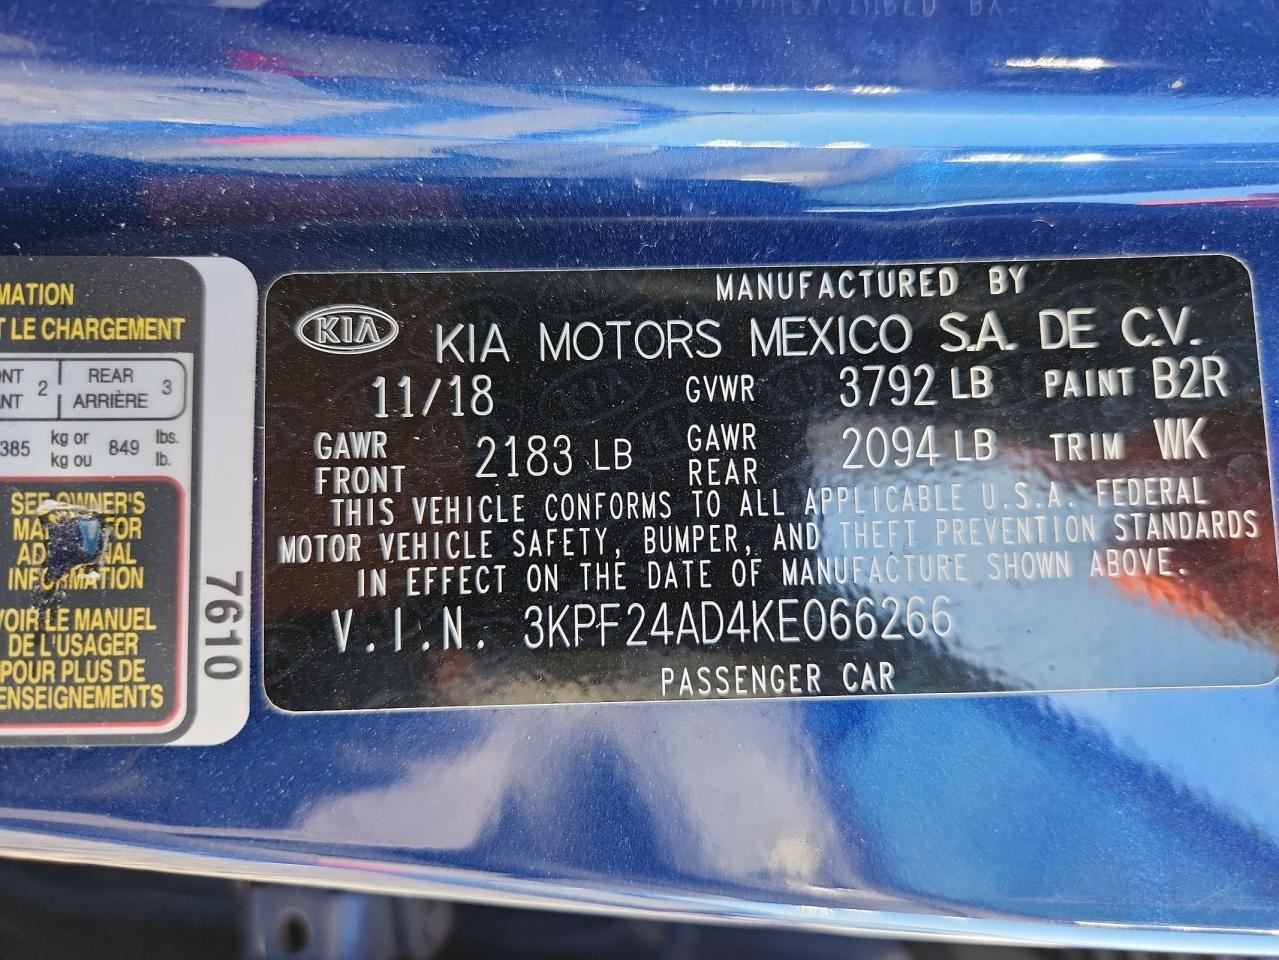 MATION
T LE CHARGEMENT
NT 2 REAR 3
ANT ARRIÈRE
385 kg or 849 lbs.
kg ou lb.
SEE OWNER'S
FOR
INFORMATION
VOIR LE MANUEL
DE L'USAGER
POUR PLUS DE
ENSEIGNEMENTS
7610
MANUFACTURED BY
KIA KIA MOTORS MEXICO S.A. DE C.V.
11/18 GVWR 3792 LB PAINT B2R
GAWR FRONT 2183 LB GAWR REAR 2094 LB TRIM WK
THIS VEHICLE CONFORMS TO ALL APPLICABLE U.S.A. FEDERAL
MOTOR VEHICLE SAFETY, BUMPER, AND THEFT PREVENTION STANDARDS
IN EFFECT ON THE DATE OF MANUFACTURE SHOWN ABOVE.
V.I.N. 3KPF24AD4KE066266
PASSENGER CAR